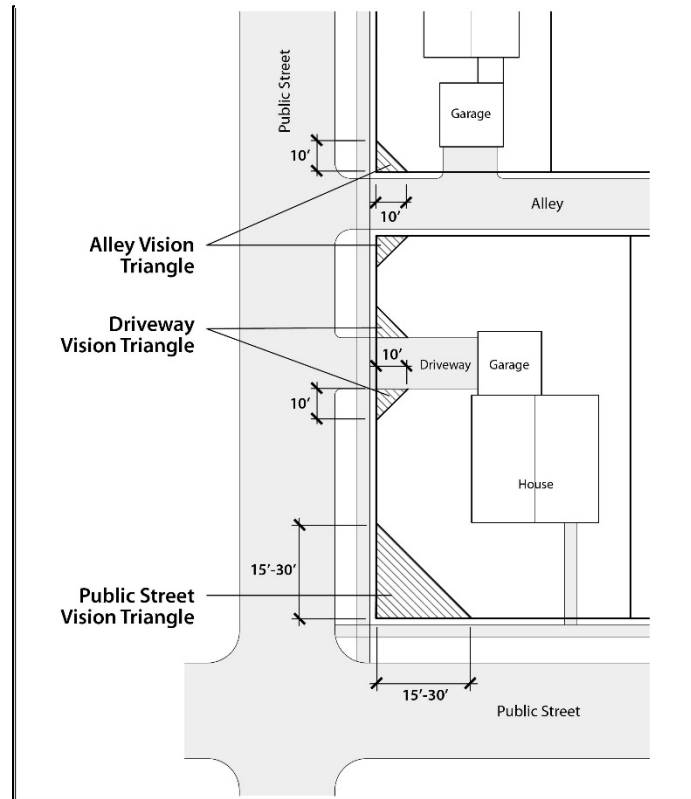 Public Street
Garage
10’
10’
Alley
Alley Vision
Triangle
Driveway
Vision Triangle
10’
Driveway
Garage
10’
House
15’-30’
Public Street
Vision Triangle
15’-30’
Public Street